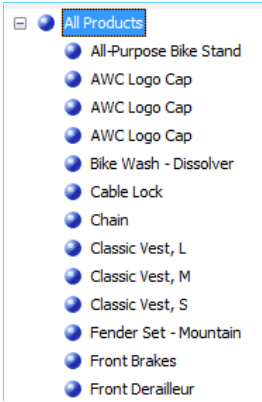 All Products
All-Purpose Bike Stand
AWC Logo Cap
AWC Logo Cap
AWC Logo Cap
Bike Wash - Dissolver
Cable Lock
Chain
Classic Vest, L
Classic Vest, M
Classic Vest, S
Fender Set - Mountain
Front Brakes
Front Derailleur